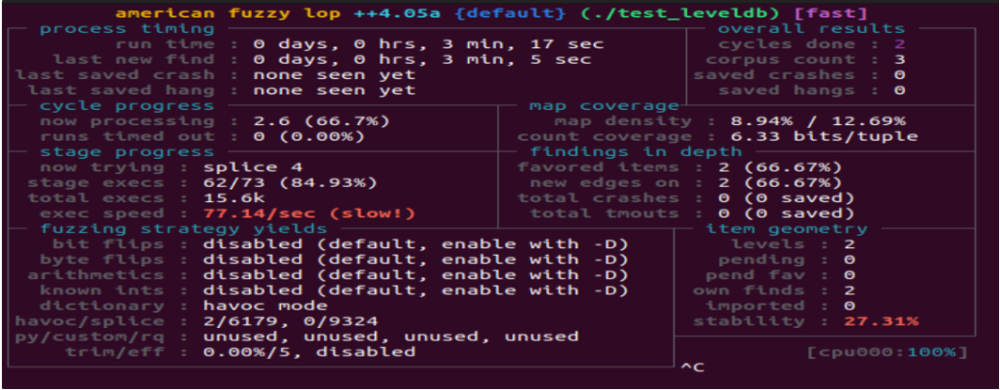 american fuzzy lop ++4.05a {default} (./test_leveldb) [fast]
process timing
run time : 0 days, 0 hrs, 3 min, 17 sec
last new find : 0 days, 0 hrs, 3 min, 5 sec
last saved crash : none seen yet
last saved hang : none seen yet
overall results
cycles done : 2
corpus count : 3
saved crashes : 0
saved hangs : 0
cycle progress
now processing : 2.6 (66.7%)
runs timed out : 0 (0.00%)
map coverage
map density : 8.94% / 12.69%
count coverage : 6.33 bits/tuple
stage progress
now trying : splice 4
stage execs : 62/73 (84.93%)
total execs : 15.6k
exec speed : 77.14/sec (slow!)
findings in depth
favored items : 2 (66.67%)
new edges on : 2 (66.67%)
total crashes : 0 (0 saved)
total tmouts : 0 (0 saved)
fuzzing strategy yields
bit flips : disabled (default, enable with -D)
byte flips : disabled (default, enable with -D)
arithmetics : disabled (default, enable with -D)
known ints : disabled (default, enable with -D)
dictionary : havoc mode
havoc/splice : 2/6179, 0/9324
py/custom/rq : unused, unused, unused, unused
trim/eff : 0.00%/5, disabled
item geometry
levels : 2
pending : 0
pend fav : 0
own finds : 2
imported : 0
stability : 27.31%
[cpu000:100%]
^C